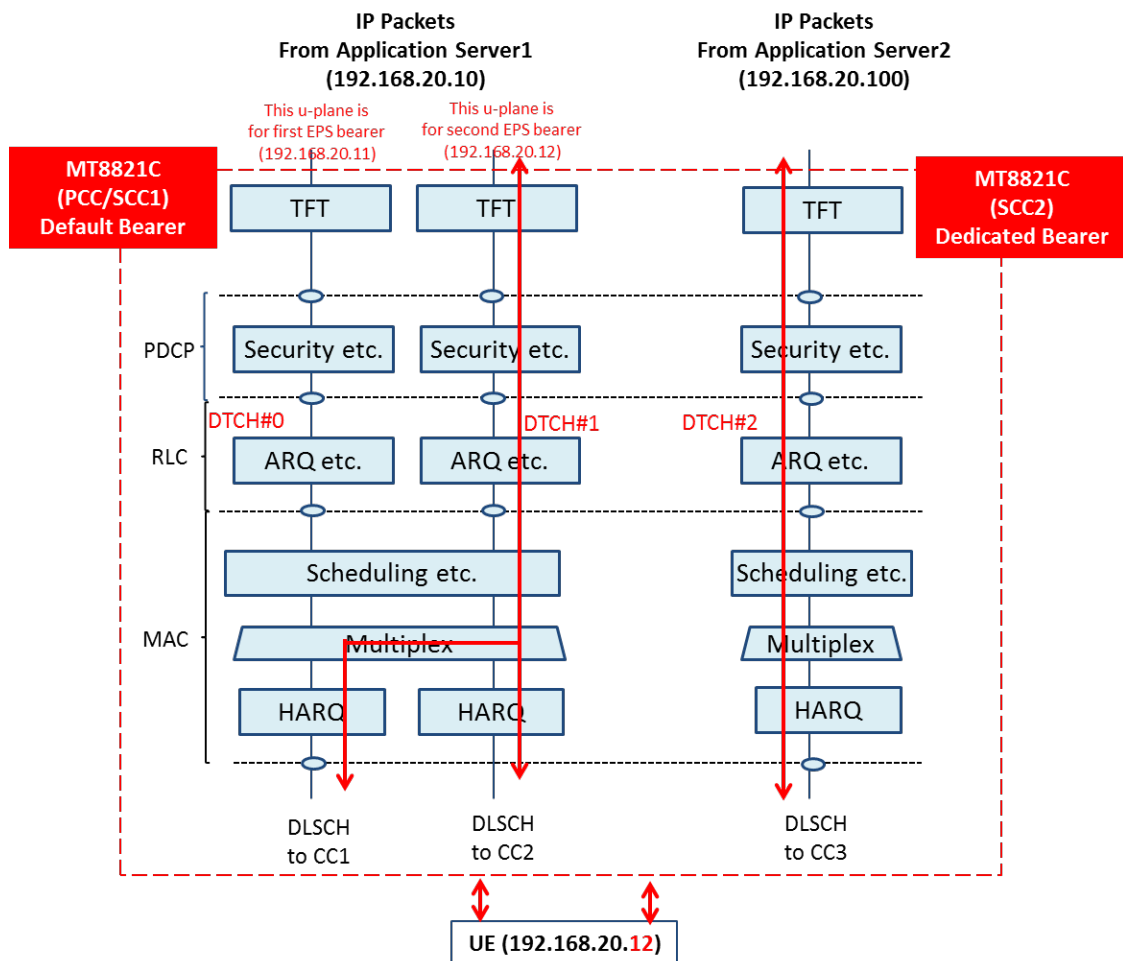 IP Packets
From Application Server1
(192.168.20.10)
IP Packets
From Application Server2
(192.168.20.100)
This u-plane is
for first EPS bearer
(192.168.20.11)
This u-plane is
for second EPS bearer
(192.168.20.12)
MT8821C
(PCC/SCC1)
Default Bearer
MT8821C
(SCC2)
Dedicated Bearer
TFT
TFT
TFT
PDCP
Security etc.
Security etc.
Security etc.
DTCH#0
DTCH#1
DTCH#2
RLC
ARQ etc.
ARQ etc.
ARQ etc.
Scheduling etc.
Scheduling etc.
MAC
Multiplex
Multiplex
HARQ
HARQ
HARQ
DLSCH
to CC1
DLSCH
to CC2
DLSCH
to CC3
UE (192.168.20.12)